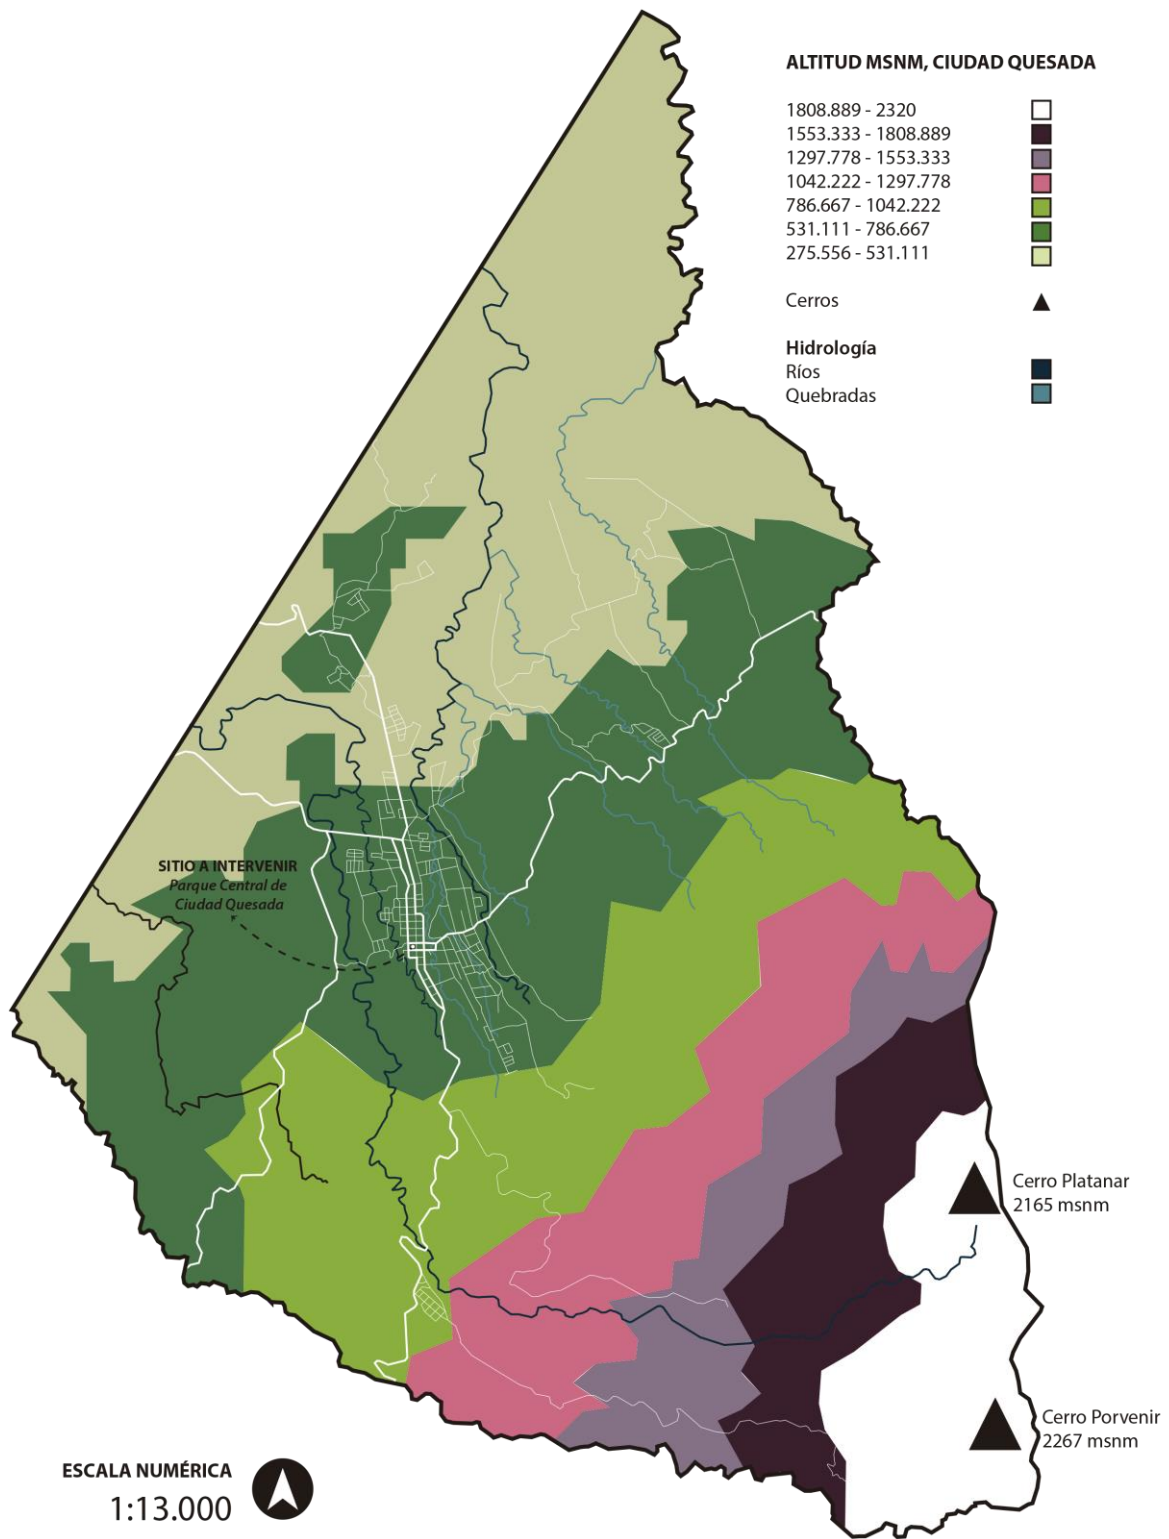 ALTITUD MSNM, CIUDAD QUESADA
1808.889 - 2320
1553.333 - 1808.889
1297.778 - 1553.333
1042.222 - 1297.778
786.667 - 1042.222
531.111 - 786.667
275.556 - 531.111
Cerros
Hidrología
Ríos
Quebradas
SITIO A INTERVENIR
Parque Central de
Ciudad Quesada
Cerro Platanar
2165 msnm
Cerro Porvenir
2267 msnm
ESCALA NUMÉRICA
1:13.000